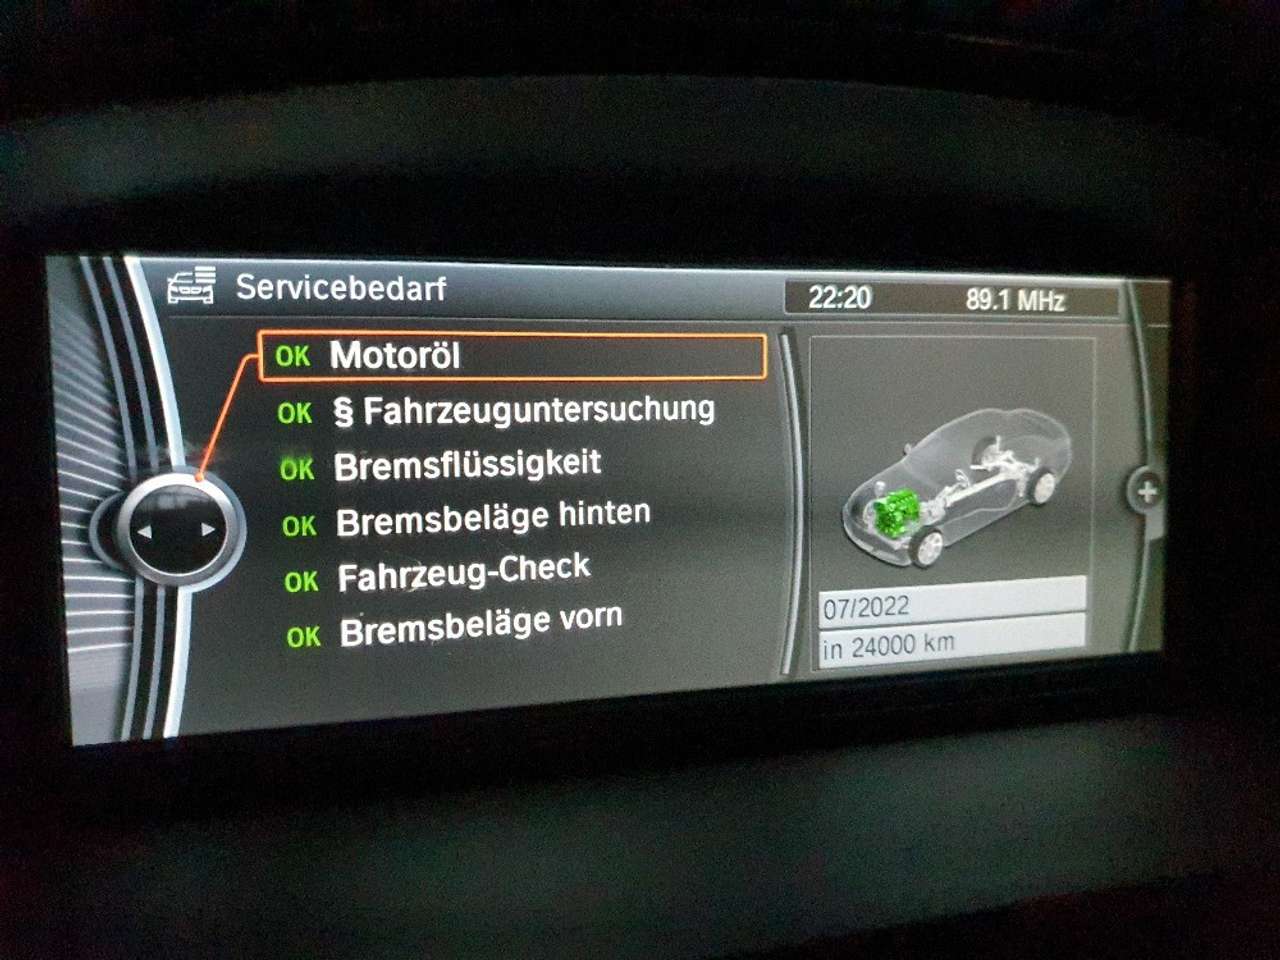 Servicebedarf
22:20
89.1 MHz
OK Motoröl
OK § Fahrzeuguntersuchung
OK Bremsflüssigkeit
OK Bremsbeläge hinten
OK Fahrzeug-Check
OK Bremsbeläge vorn
07/2022
in 24000 km